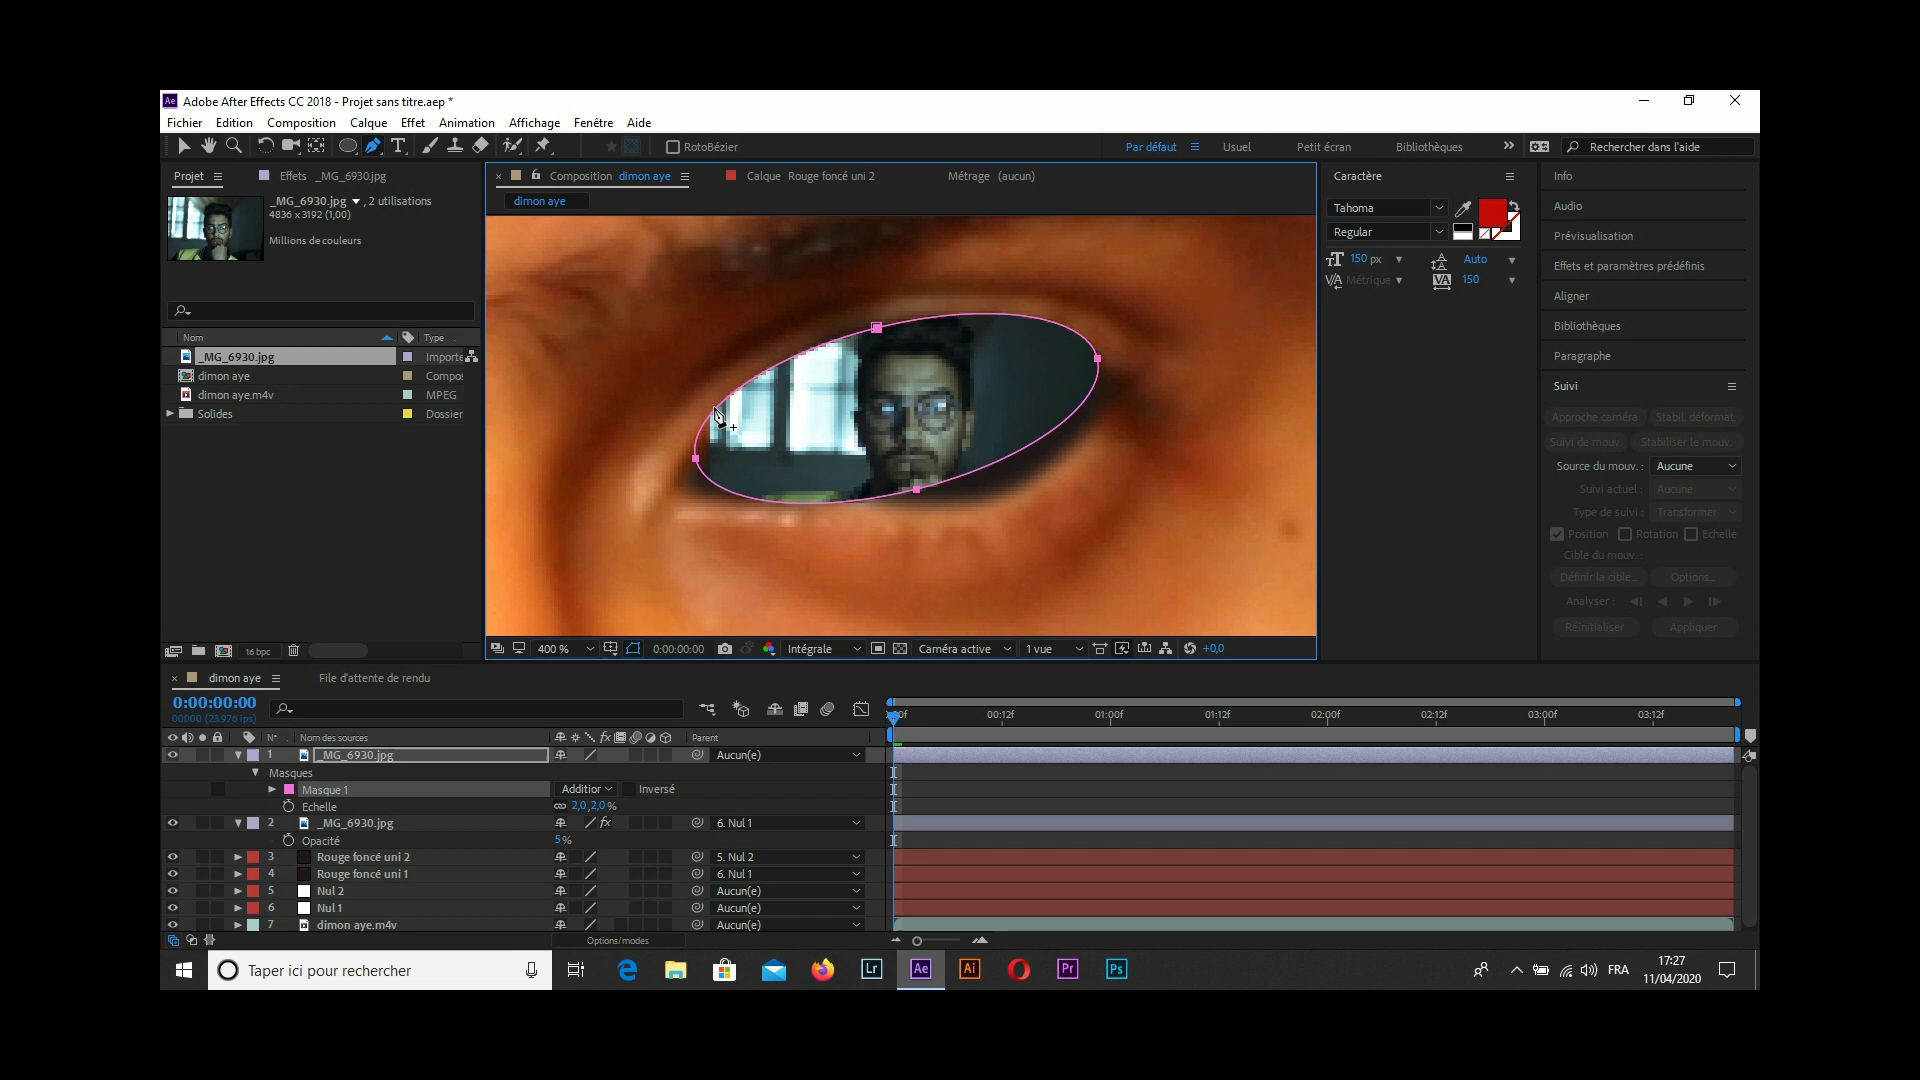 Adobe After Effects CC 2018 - Projet sans titre.aep *
Fichier Edition Composition Calque Effet Animation Affichage Fenêtre Aide
RotoBézier
Par défaut Usuel Petit écran Bibliothèques Rechercher dans l'aide
Projet Effets _MG_6930.jpg
_MG_6930.jpg , 2 utilisations
4836 x 3192 (1,00)
Millions de couleurs
Nom Type
_MG_6930.jpg Importe
dimon aye Compos
dimon aye.m4v MPEG
Solides Dossier
16 bpc
Composition dimon aye Calque Rouge foncé uni 2 Métrage (aucun)
dimon aye
400 % 0:00:00:00 Intégrale Caméra active 1 vue +0,0
Caractère
Tahoma
Regular
150 px Auto
Métrique 150
Info
Audio
Prévisualisation
Effets et paramètres prédéfinis
Aligner
Bibliothèques
Paragraphe
Suivi
Approche caméra Stabil. déformat.
Suivi de mouv. Stabiliser le mouv.
Source du mouv. : Aucune
Suivi actuel : Aucune
Type de suivi : Transformer
Position Rotation Echelle
Cible du mouv. :
Définir la cible... Options...
Analyser :
Réinitialiser Appliquer
dimon aye File d'attente de rendu
0:00:00:00
00000 (23.976 ips)
00:12f 01:00f 01:12f 02:00f 02:12f 03:00f 03:12f
N° Nom des sources Parent
1 _MG_6930.jpg Aucun(e)
Masques
Masque 1 Addition Inversé
Echelle 2,0 ,2,0 %
2 _MG_6930.jpg fx 6. Nul 1
Opacité 5 %
3 Rouge foncé uni 2 5. Nul 2
4 Rouge foncé uni 1 6. Nul 1
5 Nul 2 Aucun(e)
6 Nul 1 Aucun(e)
7 dimon aye.m4v Aucun(e)
Options/modes
Taper ici pour rechercher
Lr Ae Ai Pr Ps
FRA
17:27
11/04/2020